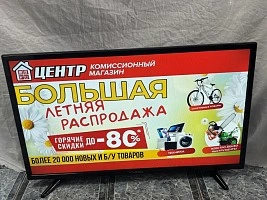 ЦЕНТР
КОМИССИОННЫЙ
МАГАЗИН
БОЛЬШАЯ
ЛЕТНЯЯ
РАСПРОДАЖА
ГОРЯЧИЕ
СКИДКИ ДО -80%
БОЛЕЕ 20 000 НОВЫХ И Б/У ТОВАРОВ